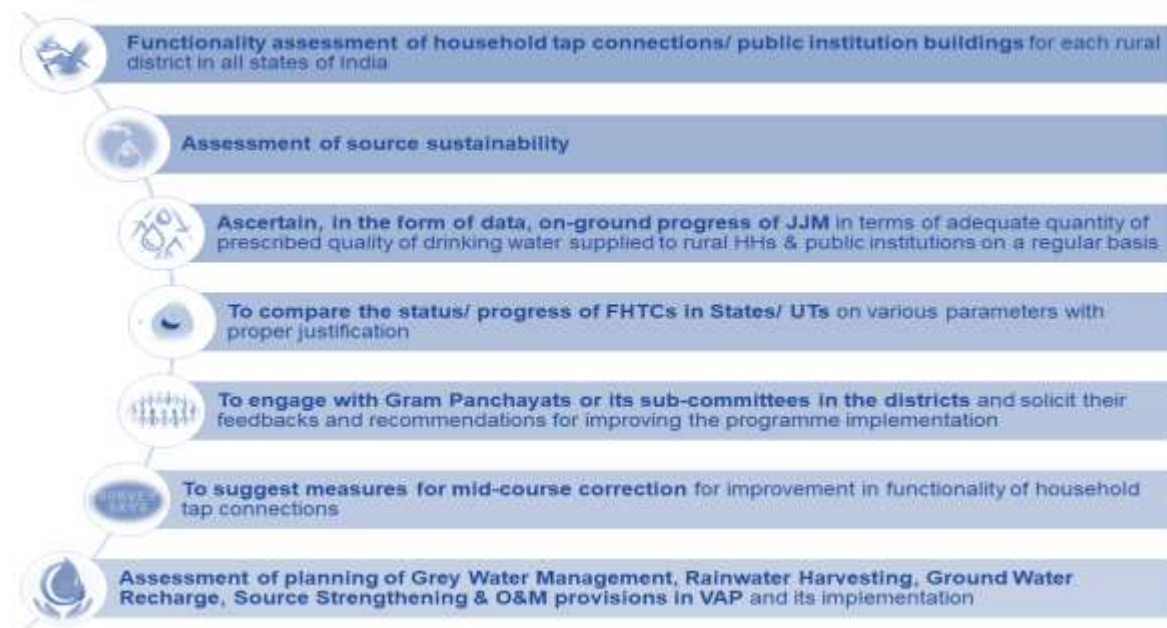 Functionality assessment of household tap connections/ public institution buildings for each rural
district in all states of India
Assessment of source sustainability
Ascertain, in the form of data, on-ground progress of JJM in terms of adequate quantity of
prescribed quality of drinking water supplied to rural HHs & public institutions on a regular basis
To compare the status/ progress of FHTCs in States/ UTs on various parameters with
proper justification
To engage with Gram Panchayats or its sub-committees in the districts and solicit their
feedbacks and recommendations for improving the programme implementation
To suggest measures for mid-course correction for improvement in functionality of household
tap connections
Assessment of planning of Grey Water Management, Rainwater Harvesting, Ground Water
Recharge, Source Strengthening & O&M provisions in VAP and its implementation